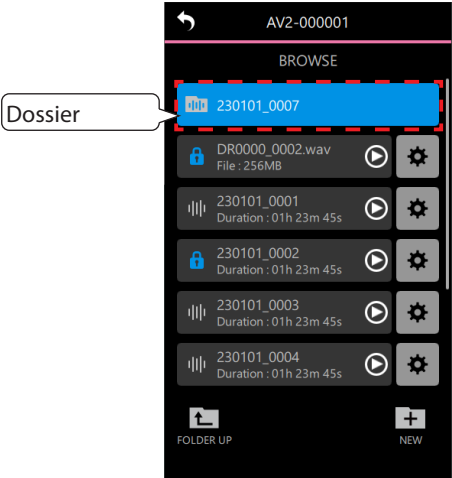 AV2-000001
BROWSE
Dossier
230101_0007
DR0000_0002.wav
File : 256MB
230101_0001
Duration : 01h 23m 45s
230101_0002
Duration : 01h 23m 45s
230101_0003
Duration : 01h 23m 45s
230101_0004
Duration : 01h 23m 45s
FOLDER UP
NEW